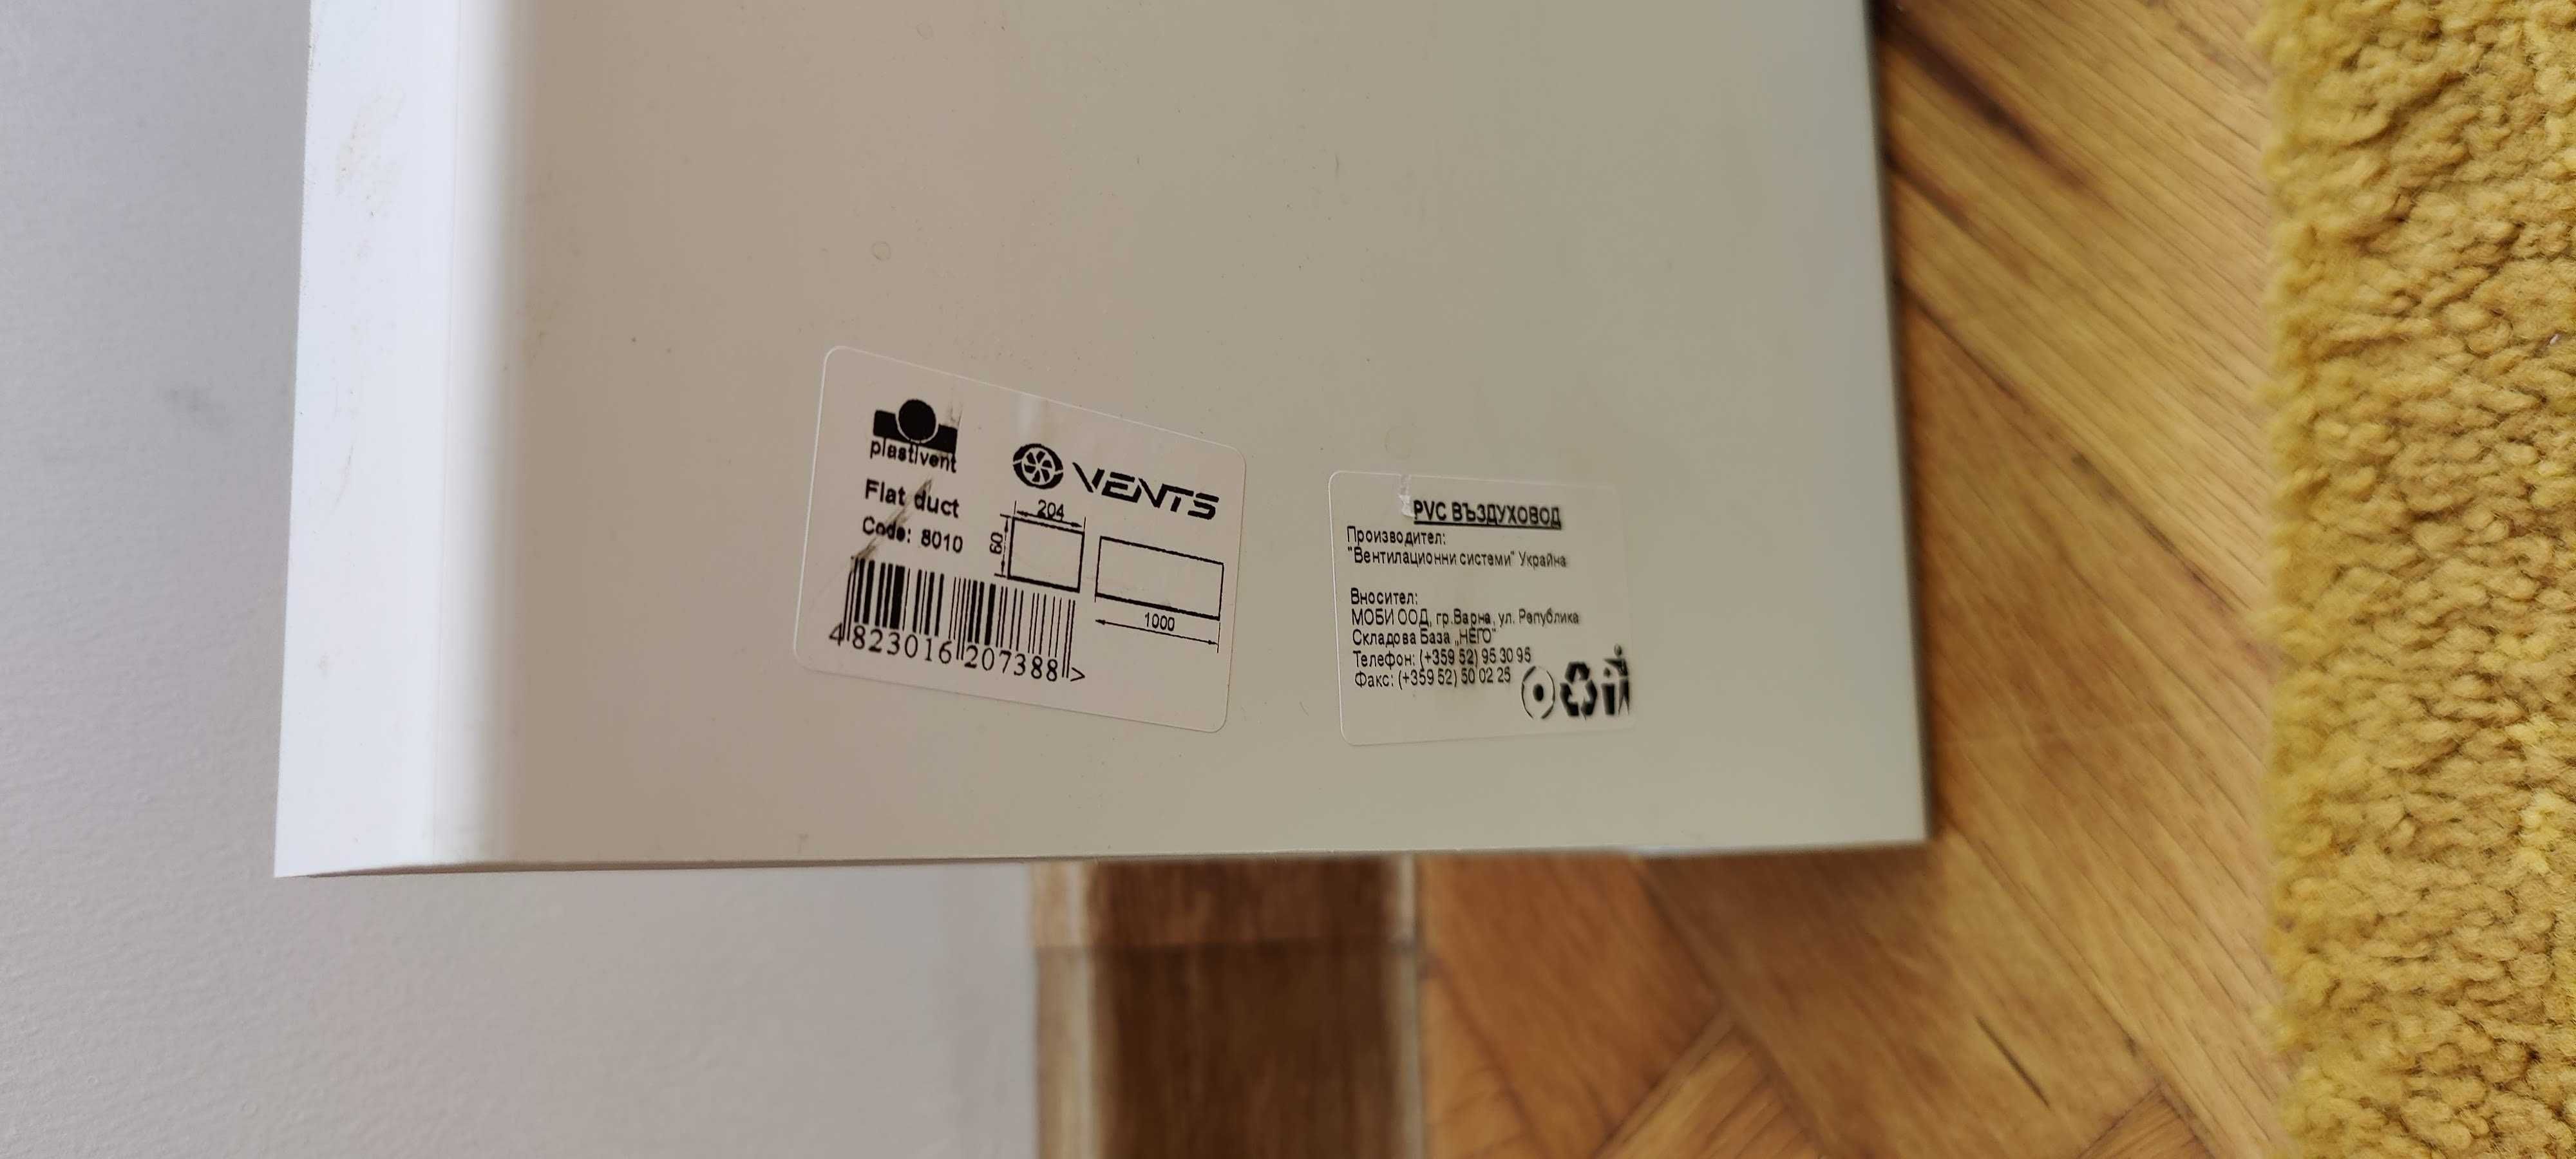 plastivent
VENTS
Flat duct
Code: 8010
204
60
1000
4823016207388>
PVC ВЪЗДУХОВОД
Производител:
"Вентилационни системи" Украйна
Вносител:
МОБИ ООД, гр.Варна, ул. Република
Складова База „НЕГО"
Телефон: (+359 52) 95 30 95
Факс: (+359 52) 50 02 25